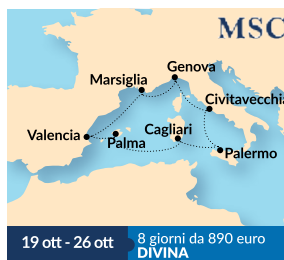 MSC
Genova
Marsiglia
Civitavecchia
Valencia
Palma
Cagliari
Palermo
19 ott - 26 ott
8 giorni da 890 euro
DIVINA